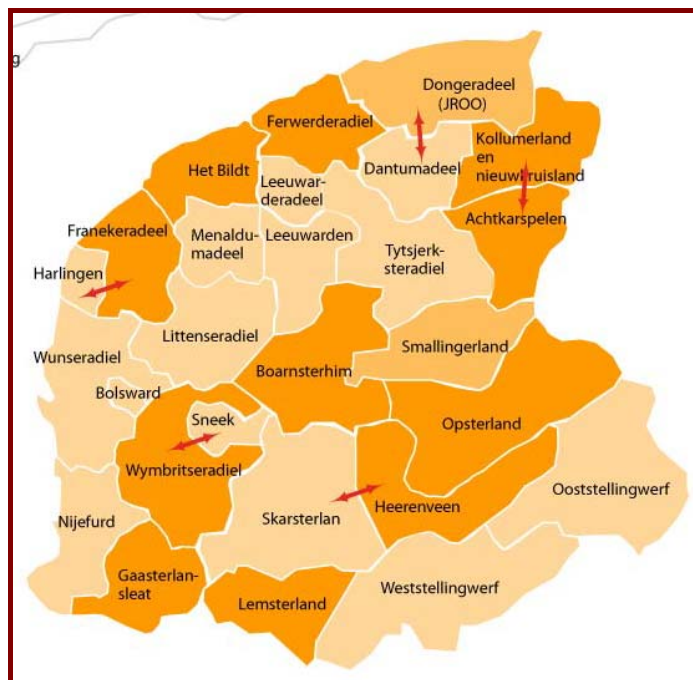 g
Dongeradeel
(JROO)
Ferwerderadiel
Kollumerland
en
nieuwkruisland
Het Bildt
Leeuwar-
deradeel
Dantumadeel
Achtkarspelen
Franekeradeel
Menaldu-
madeel
Leeuwarden
Tytsjerk-
steradiel
Harlingen
Littenseradiel
Smallingerland
Wunseradiel
Boarnsterhim
Bolsward
Sneek
Opsterland
Wymbritseradiel
Ooststellingwerf
Heerenveen
Nijefurd
Skarsterlan
Gaasterlan-
sleat
Weststellingwerf
Lemsterland